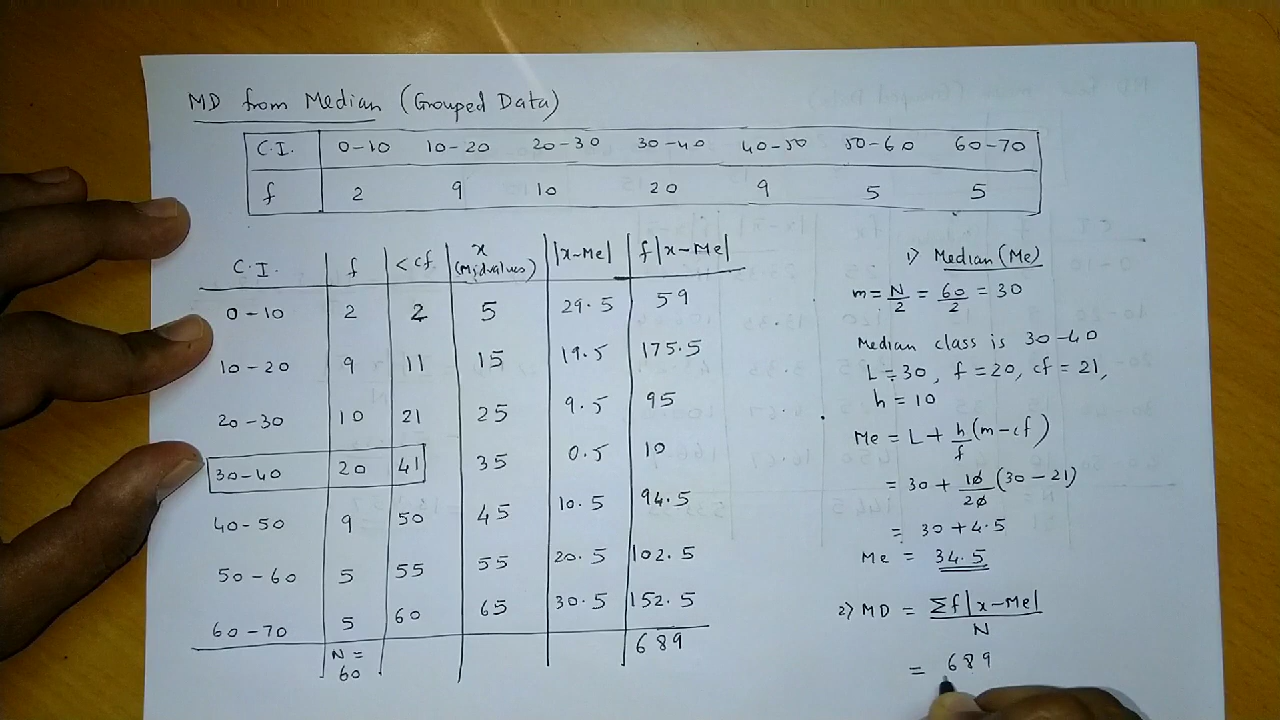 MD from Median (Grouped Data)
C.I. 0-10 10-20 20-30 30-40 40-50 50-60 60-70
f 2 9 10 20 9 5 5
C.I. f <cf x (Midvalues) |x-Me| f|x-Me|
0-10 2 2 5 29.5 59
10-20 9 11 15 19.5 175.5
20-30 10 21 25 9.5 95
30-40 20 41 35 0.5 10
40-50 9 50 45 10.5 94.5
50-60 5 55 55 20.5 102.5
60-70 5 60 65 30.5 152.5
N = 60 689
1) Median (Me)
m = N/2 = 60/2 = 30
Median class is 30-40
L = 30, f = 20, cf = 21,
h = 10
Me = L + h/f (m-cf)
= 30 + 10/20 (30-21)
= 30 + 4.5
Me = 34.5
2) MD = Σf|x-Me|/N
= 689